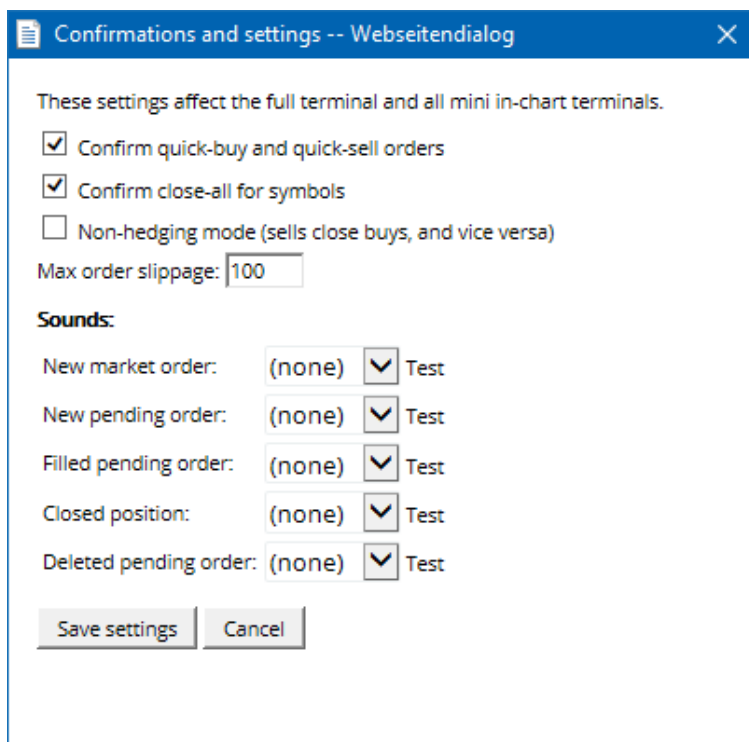 Confirmations and settings -- Webseitendialog
These settings affect the full terminal and all mini in-chart terminals.
Confirm quick-buy and quick-sell orders
Confirm close-all for symbols
Non-hedging mode (sells close buys, and vice versa)
Max order slippage: 100
Sounds:
New market order: (none) Test
New pending order: (none) Test
Filled pending order: (none) Test
Closed position: (none) Test
Deleted pending order: (none) Test
Save settings Cancel